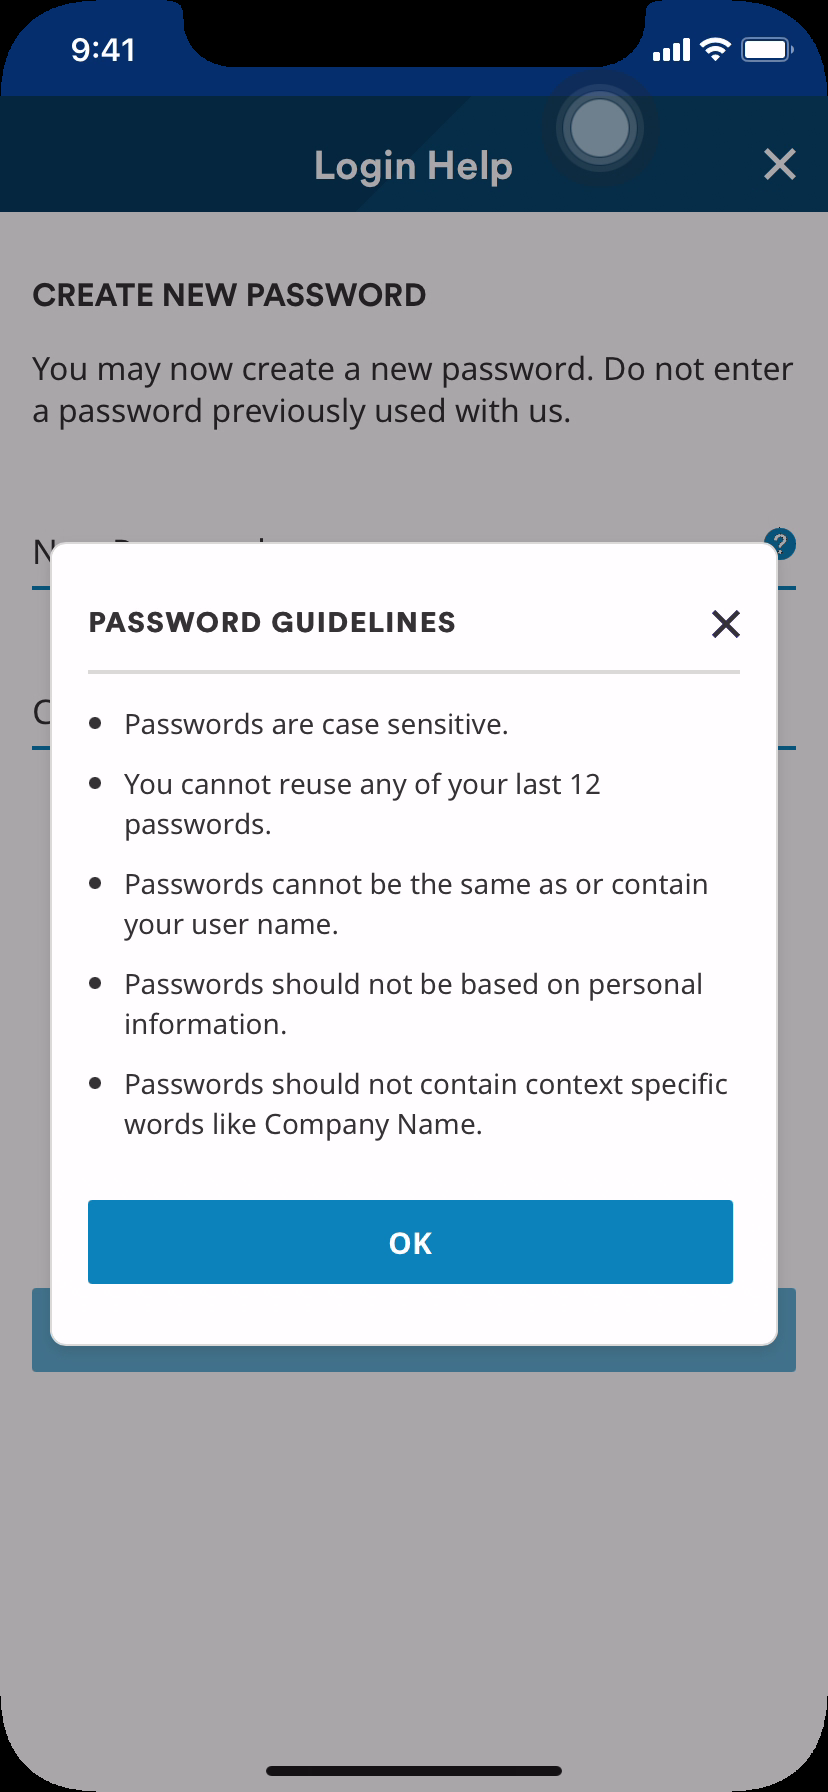 9:41
Login Help
CREATE NEW PASSWORD
You may now create a new password. Do not enter
a password previously used with us.
?
PASSWORD GUIDELINES
• Passwords are case sensitive.
• You cannot reuse any of your last 12
passwords.
• Passwords cannot be the same as or contain
your user name.
• Passwords should not be based on personal
information.
• Passwords should not contain context specific
words like Company Name.
OK